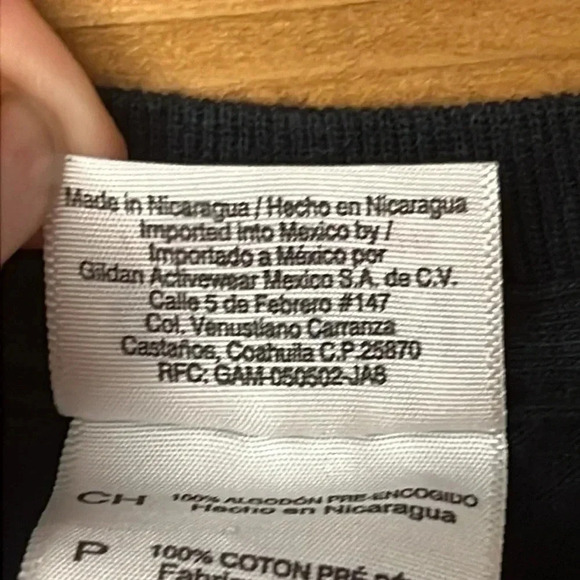 Made in Nicaragua / Hecho en Nicaragua
Imported into Mexico by /
Importado a México por
Gildan Activewear Mexico S.A. de C.V.
Calle 5 de Febrero #147
Col. Venustiano Carranza
Castaños, Coahuila C.P.25870
RFC: GAM-050502-JA8
CH 100% ALGODÓN PRE-ENCOGIDO
Hecho en Nicaragua
P 100% COTON PRÉ